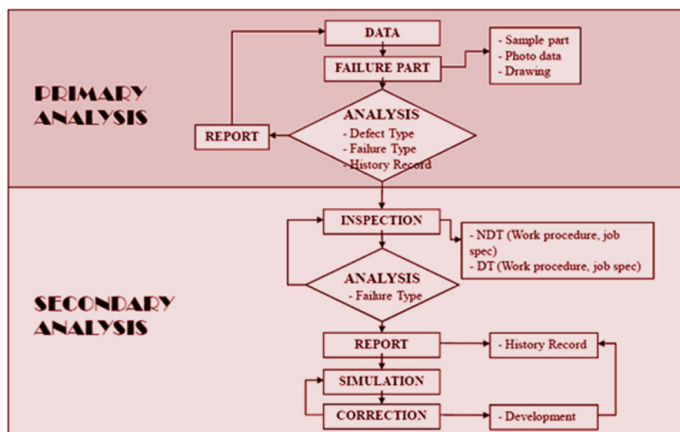 PRIMARY
ANALYSIS
DATA
FAILURE PART
- Sample part
- Photo data
- Drawing
ANALYSIS
- Defect Type
- Failure Type
- History Record
REPORT
SECONDARY
ANALYSIS
INSPECTION
- NDT (Work procedure, job
spec)
- DT (Work procedure, job spec)
ANALYSIS
- Failure Type
REPORT
- History Record
SIMULATION
CORRECTION
- Development